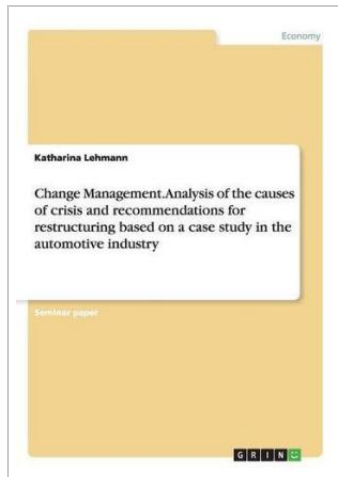 Economy
Katharina Lehmann
Change Management.Analysis of the causes
of crisis and recommendations for
restructuring based on a case study in the
automotive industry
Seminar paper
GRIN